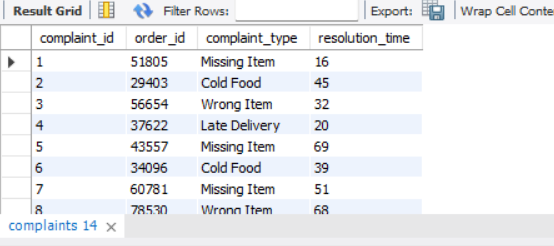 Result Grid Filter Rows: Export: Wrap Cell Conte
complaint_id order_id complaint_type resolution_time
1 51805 Missing Item 16
2 29403 Cold Food 45
3 56654 Wrong Item 32
4 37622 Late Delivery 20
5 43557 Missing Item 69
6 34096 Cold Food 39
7 60781 Missing Item 51
8 78530 Wrong Item 68
complaints 14 ×